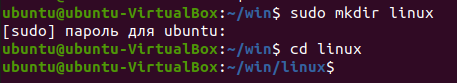 ubuntu@ubuntu-VirtualBox:~/win$ sudo mkdir linux
[sudo] пароль для ubuntu:
ubuntu@ubuntu-VirtualBox:~/win$ cd linux
ubuntu@ubuntu-VirtualBox:~/win/linux$